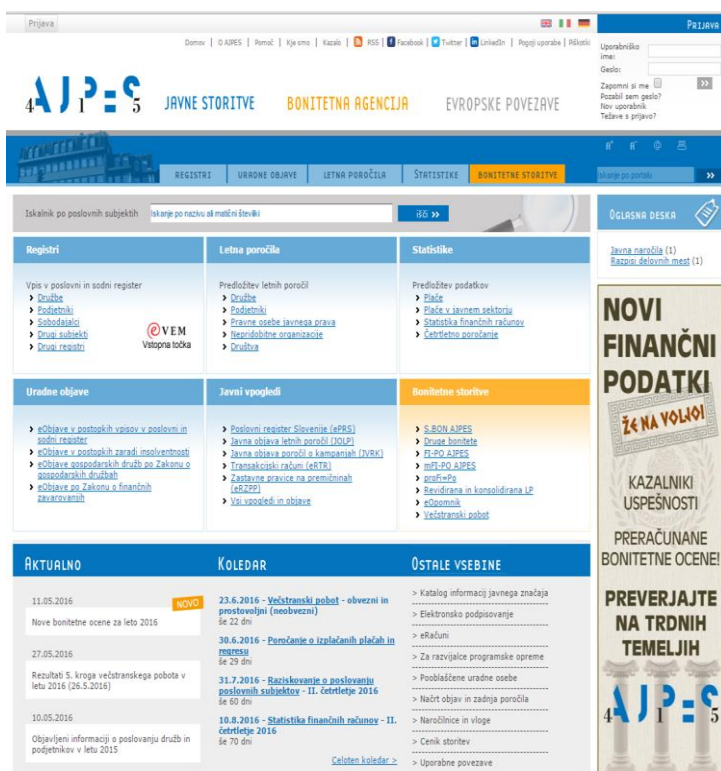 Prijava
Domov | O AJPES | Pomoč | Kje smo | Kazalo | RSS | Facebook | Twitter | LinkedIn | Pogoji uporabe | Piškotki
Prijava
Uporabniško ime:
Geslo:
Zapomni si me
Pozabil sem geslo?
Nov uporabnik
Težave s prijavo?
4 AJPES 5
1
JAVNE STORITVE
BONITETNA AGENCIJA
EVROPSKE POVEZAVE
REGISTRI
URADNE OBJAVE
LETNA POROČILA
STATISTIKE
BONITETNE STORITVE
Iskanje po portalu
Iskalnik po poslovnih subjektih
Iskanje po nazivu ali matični številki
išči »
OGLASNA DESKA
Javna naročila (1)
Razpisi delovnih mest (1)
Registri
Vpis v poslovni in sodni register
Družbe
Podjetniki
Sobodajalci
Drugi subjekti
Drugi registri
e VEM
Vstopna točka
Letna poročila
Predložitev letnih poročil
Družbe
Podjetniki
Pravne osebe javnega prava
Nepridobitne organizacije
Društva
Statistike
Predložitev podatkov
Plače
Plače v javnem sektorju
Statistika finančnih računov
Četrtletno poročanje
Uradne objave
eObjave v postopkih vpisov v poslovni in
sodni register
eObjave v postopkih zaradi insolventnosti
eObjave gospodarskih družb po Zakonu o
gospodarskih družbah
eObjave po Zakonu o finančnih
zavarovanjih
Javni vpogledi
Poslovni register Slovenije (ePRS)
Javna objava letnih poročil (JOLP)
Javna objava poročil o kampanjah (JVRK)
Transakcijski računi (eRTR)
Zastavne pravice na premičninah
(eRZPP)
Vsi vpogledi in objave
Bonitetne storitve
S.BON AJPES
Druge bonitete
FI-PO AJPES
mFI-PO AJPES
proFi=Po
Revidirana in konsolidirana LP
eOpomnik
Večstranski pobot
AKTUALNO
11.05.2016
NOVO
Nove bonitetne ocene za leto 2016
27.05.2016
Rezultati 5. kroga večstranskega pobota v
letu 2016 (26.5.2016)
10.05.2016
Objavljeni informaciji o poslovanju družb in
podjetnikov v letu 2015
KOLEDAR
23.6.2016 - Večstranski pobot - obvezni in
prostovoljni (neobvezni)
še 22 dni
30.6.2016 - Poročanje o izplačanih plačah in
regresu
še 29 dni
31.7.2016 - Raziskovanje o poslovanju
poslovnih subjektov - II. četrtletje 2016
še 60 dni
10.8.2016 - Statistika finančnih računov - II.
četrtletje 2016
še 70 dni
Celoten koledar >
OSTALE VSEBINE
> Katalog informacij javnega značaja
> Elektronsko podpisovanje
> eRačuni
> Za razvijalce programske opreme
> Pooblaščene uradne osebe
> Načrt objav in zadnja poročila
> Naročilnice in vloge
> Cenik storitev
> Uporabne povezave
NOVI
FINANČNI
PODATKI
ŽE NA VOLJO!
KAZALNIKI
USPEŠNOSTI
PRERAČUNANE
BONITETNE OCENE!
PREVERJAJTE
NA TRDNIH
TEMELJIH
4 AJPES 5
1